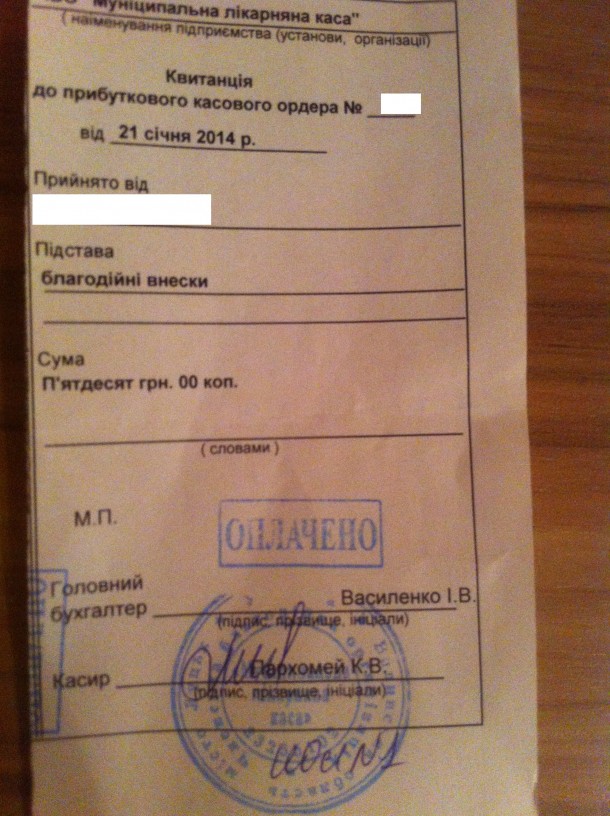 Муніципальна лікарняна каса"
( найменування підприємства (установи, організації)
Квитанція
до прибуткового касового ордера №
від 21 січня 2014 р.
Прийнято від
Підстава
благодійні внески
Сума
П'ятдесят грн. 00 коп.
( словами )
М.П.
ОПЛАЧЕНО
Головний
бухгалтер Василенко І.В.
(підпис, прізвище, ініціали)
Касир Пархомей К.В.
(підпис, прізвище, ініціали)
каса»